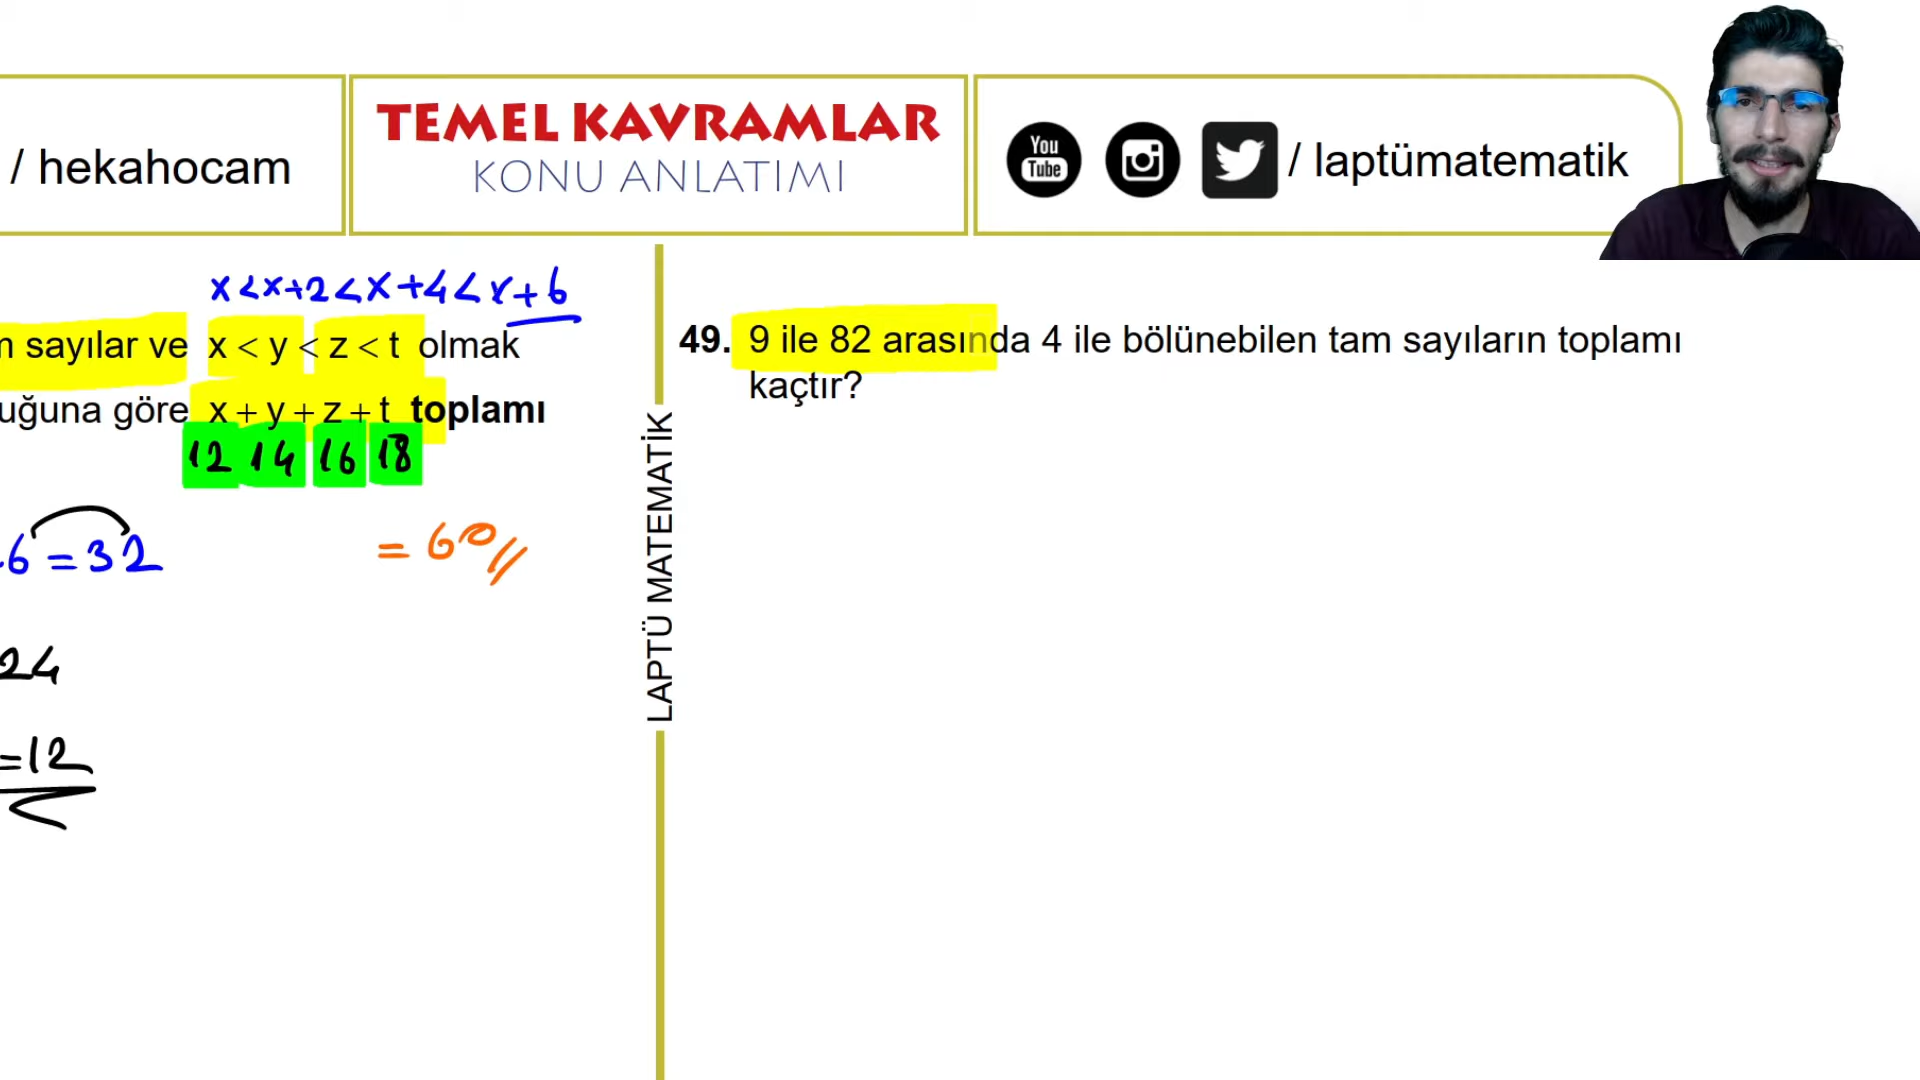 / hekahocam
TEMEL KAVRAMLAR
KONU ANLATIMI
You
Tube
/ laptümatematik
x<x+2<x+4<x+6
sayılar ve x < y < z < t olmak
göre x + y + z + t toplamı
12 14 16 18
6=32
= 60//
24
=12
LAPTÜ MATEMATİK
49. 9 ile 82 arasında 4 ile bölünebilen tam sayıların toplamı
kaçtır?